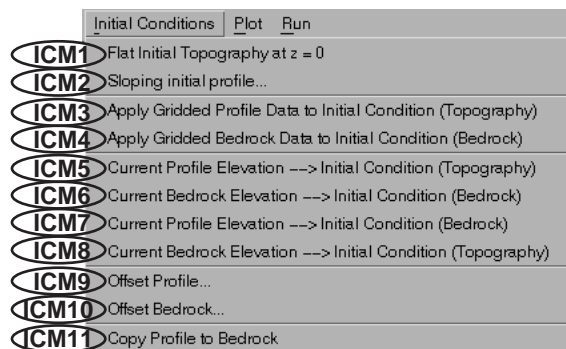 Initial Conditions Plot Run
ICM1 Flat Initial Topography at z = 0
ICM2 Sloping initial profile...
ICM3 Apply Gridded Profile Data to Initial Condition (Topography)
ICM4 Apply Gridded Bedrock Data to Initial Condition (Bedrock)
ICM5 Current Profile Elevation --> Initial Condition (Topography)
ICM6 Current Bedrock Elevation --> Initial Condition (Bedrock)
ICM7 Current Profile Elevation --> Initial Condition (Bedrock)
ICM8 Current Bedrock Elevation --> Initial Condition (Topography)
ICM9 Offset Profile...
ICM10 Offset Bedrock...
ICM11 Copy Profile to Bedrock